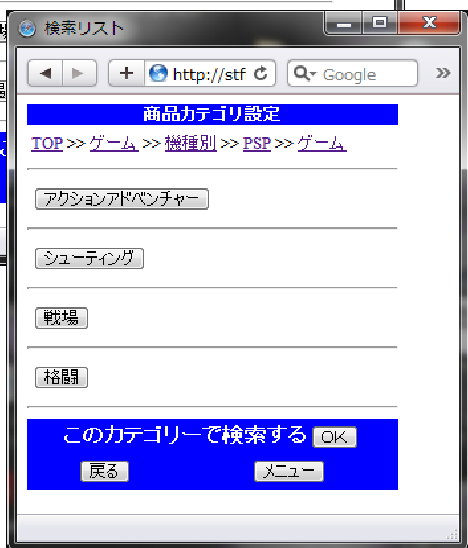 検索リスト
http://stf
Google
商品カテゴリ設定
TOP >> ゲーム >> 機種別 >> PSP >> ゲーム
アクションアドベンチャー
シューティング
戦場
格闘
このカテゴリーで検索する OK
戻る メニュー